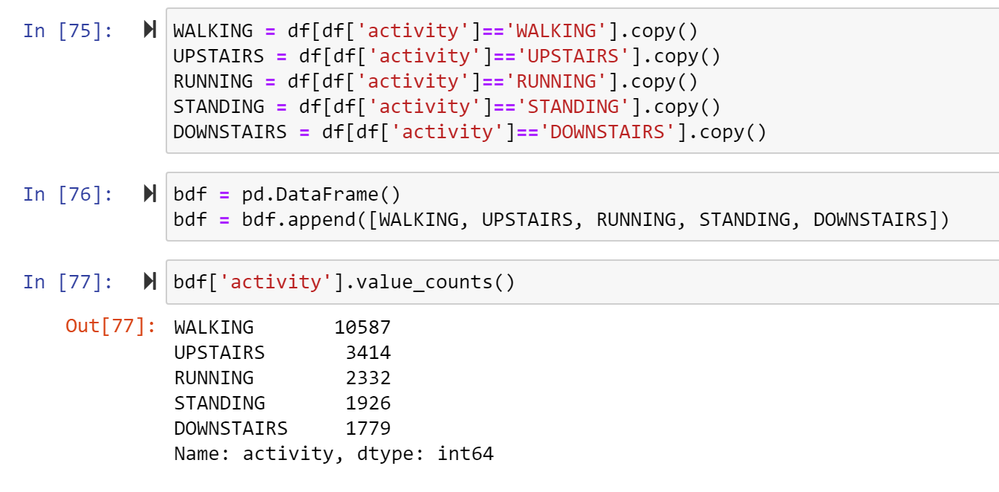 In [75]: WALKING = df[df['activity']=='WALKING'].copy()
UPSTAIRS = df[df['activity']=='UPSTAIRS'].copy()
RUNNING = df[df['activity']=='RUNNING'].copy()
STANDING = df[df['activity']=='STANDING'].copy()
DOWNSTAIRS = df[df['activity']=='DOWNSTAIRS'].copy()
In [76]: bdf = pd.DataFrame()
bdf = bdf.append([WALKING, UPSTAIRS, RUNNING, STANDING, DOWNSTAIRS])
In [77]: bdf['activity'].value_counts()
Out[77]: WALKING 10587
UPSTAIRS 3414
RUNNING 2332
STANDING 1926
DOWNSTAIRS 1779
Name: activity, dtype: int64